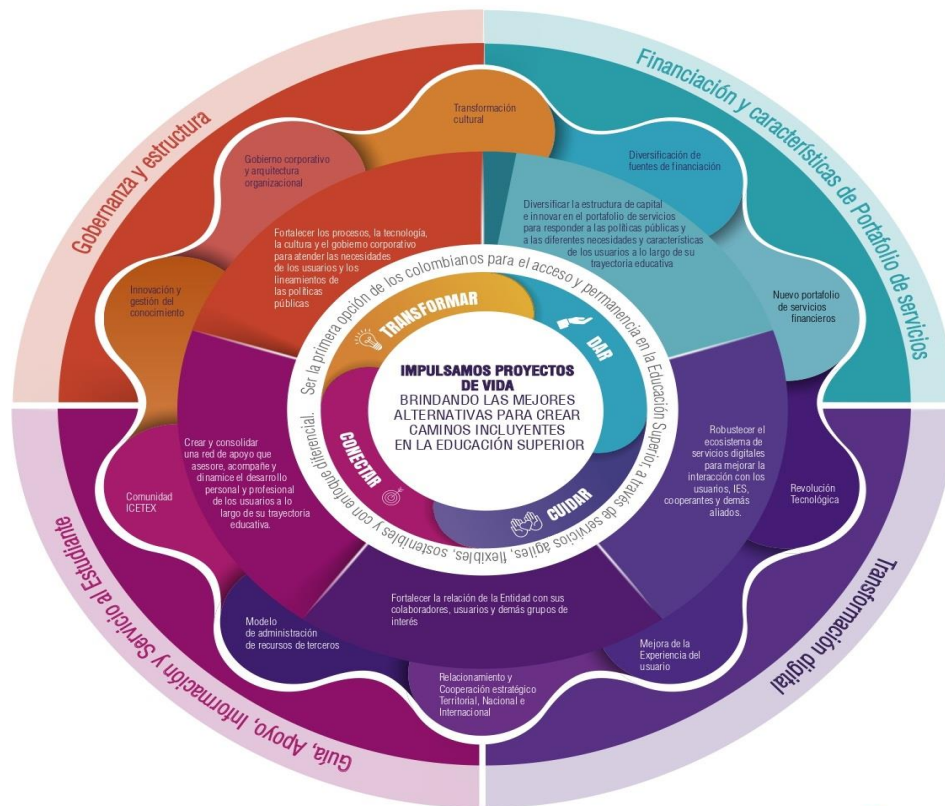 Gobernanza y estructura
Financiación y características de Portafolio de servicios
Transformación
cultural
Gobierno corporativo
y arquitectura
organizacional
Diversificación de
fuentes de financiación
Innovación y
gestión del
conocimiento
Nuevo portafolio
de servicios
financieros
Fortalecer los procesos, la tecnología,
la cultura y el gobierno corporativo
para atender las necesidades
de los usuarios y los
lineamientos de
las políticas
públicas
Diversificar la estructura de capital
e innovar en el portafolio de servicios
para responder a las políticas públicas y
a las diferentes necesidades y características
de los usuarios a lo largo de su
trayectoria educativa
Ser la primera opción de los colombianos para el acceso y permanencia en la Educación Superior, a través de servicios ágiles, flexibles, sostenibles y con enfoque diferencial.
TRANSFORMAR
DAR
IMPULSAMOS PROYECTOS
DE VIDA
BRINDANDO LAS MEJORES
ALTERNATIVAS PARA CREAR
CAMINOS INCLUYENTES
EN LA EDUCACIÓN SUPERIOR
CONECTAR
CUIDAR
Crear y consolidar
una red de apoyo que
asesore, acompañe y
dinamice el desarrollo
personal y profesional
de los usuarios a lo
largo de su trayectoria
educativa.
Robustecer el
ecosistema de
servicios digitales
para mejorar la
interacción con los
usuarios, IES,
cooperantes y demás
aliados.
Comunidad
ICETEX
Revolución
Tecnológica
Fortalecer la relación de la Entidad con sus
colaboradores, usuarios y demás grupos de
interés
Modelo
de administración
de recursos de terceros
Mejora de la
Experiencia del
usuario
Relacionamiento y
Cooperación estratégico
Territorial, Nacional e
Internacional
Guía, Apoyo, Información y Servicio al Estudiante
Transformación digital